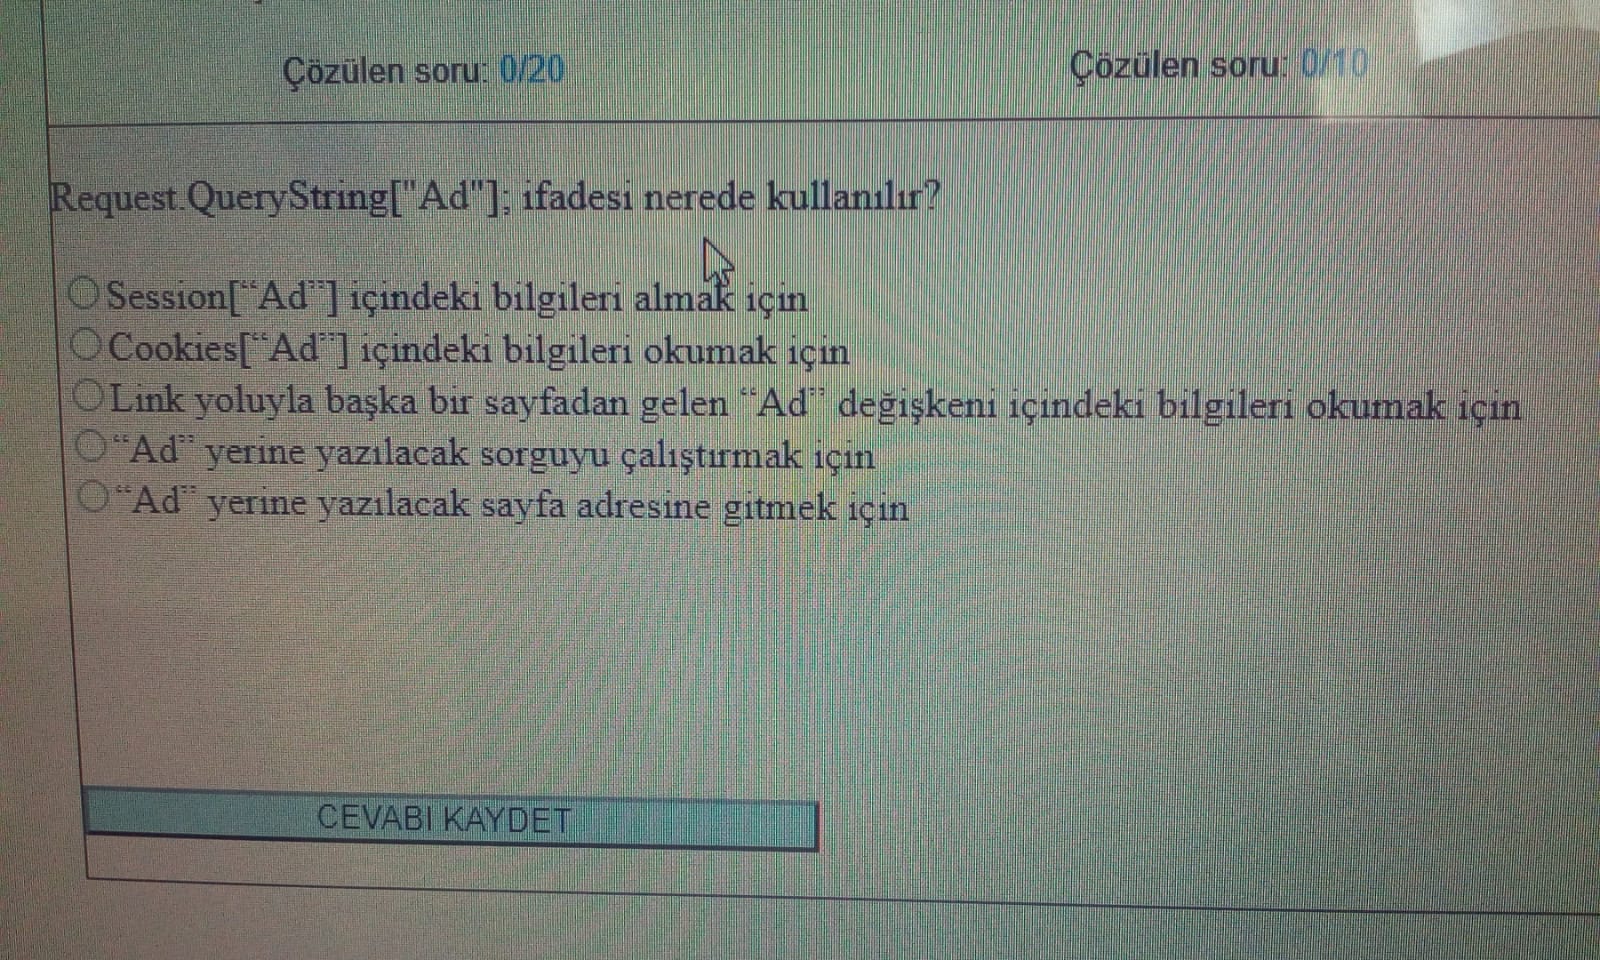 Çözülen soru: 0/20
Çözülen soru: 0/10
Request.QueryString["Ad"]; ifadesi nerede kullanılır?
Session["Ad"] içindeki bilgileri almak için
Cookies["Ad"] içindeki bilgileri okumak için
Link yoluyla başka bir sayfadan gelen "Ad" değişkeni içindeki bilgileri okumak için
"Ad" yerine yazılacak sorguyu çalıştırmak için
"Ad" yerine yazılacak sayfa adresine gitmek için
CEVABI KAYDET